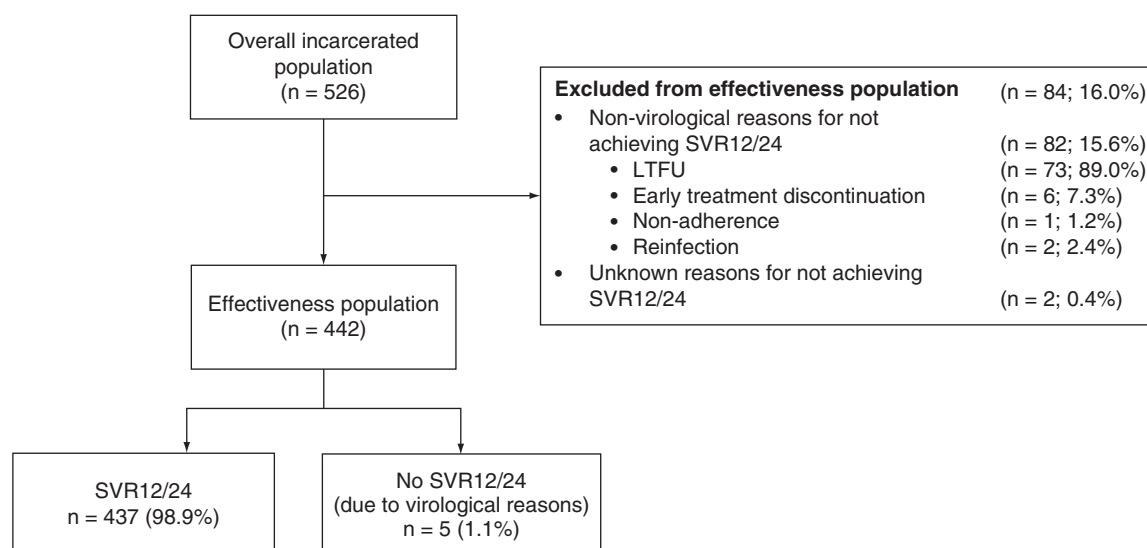 Overall incarcerated
population
(n = 526)
Excluded from effectiveness population (n = 84; 16.0%)
• Non-virological reasons for not
achieving SVR12/24 (n = 82; 15.6%)
• LTFU (n = 73; 89.0%)
• Early treatment discontinuation (n = 6; 7.3%)
• Non-adherence (n = 1; 1.2%)
• Reinfection (n = 2; 2.4%)
• Unknown reasons for not achieving
SVR12/24 (n = 2; 0.4%)
Effectiveness population
(n = 442)
SVR12/24
n = 437 (98.9%)
No SVR12/24
(due to virological reasons)
n = 5 (1.1%)